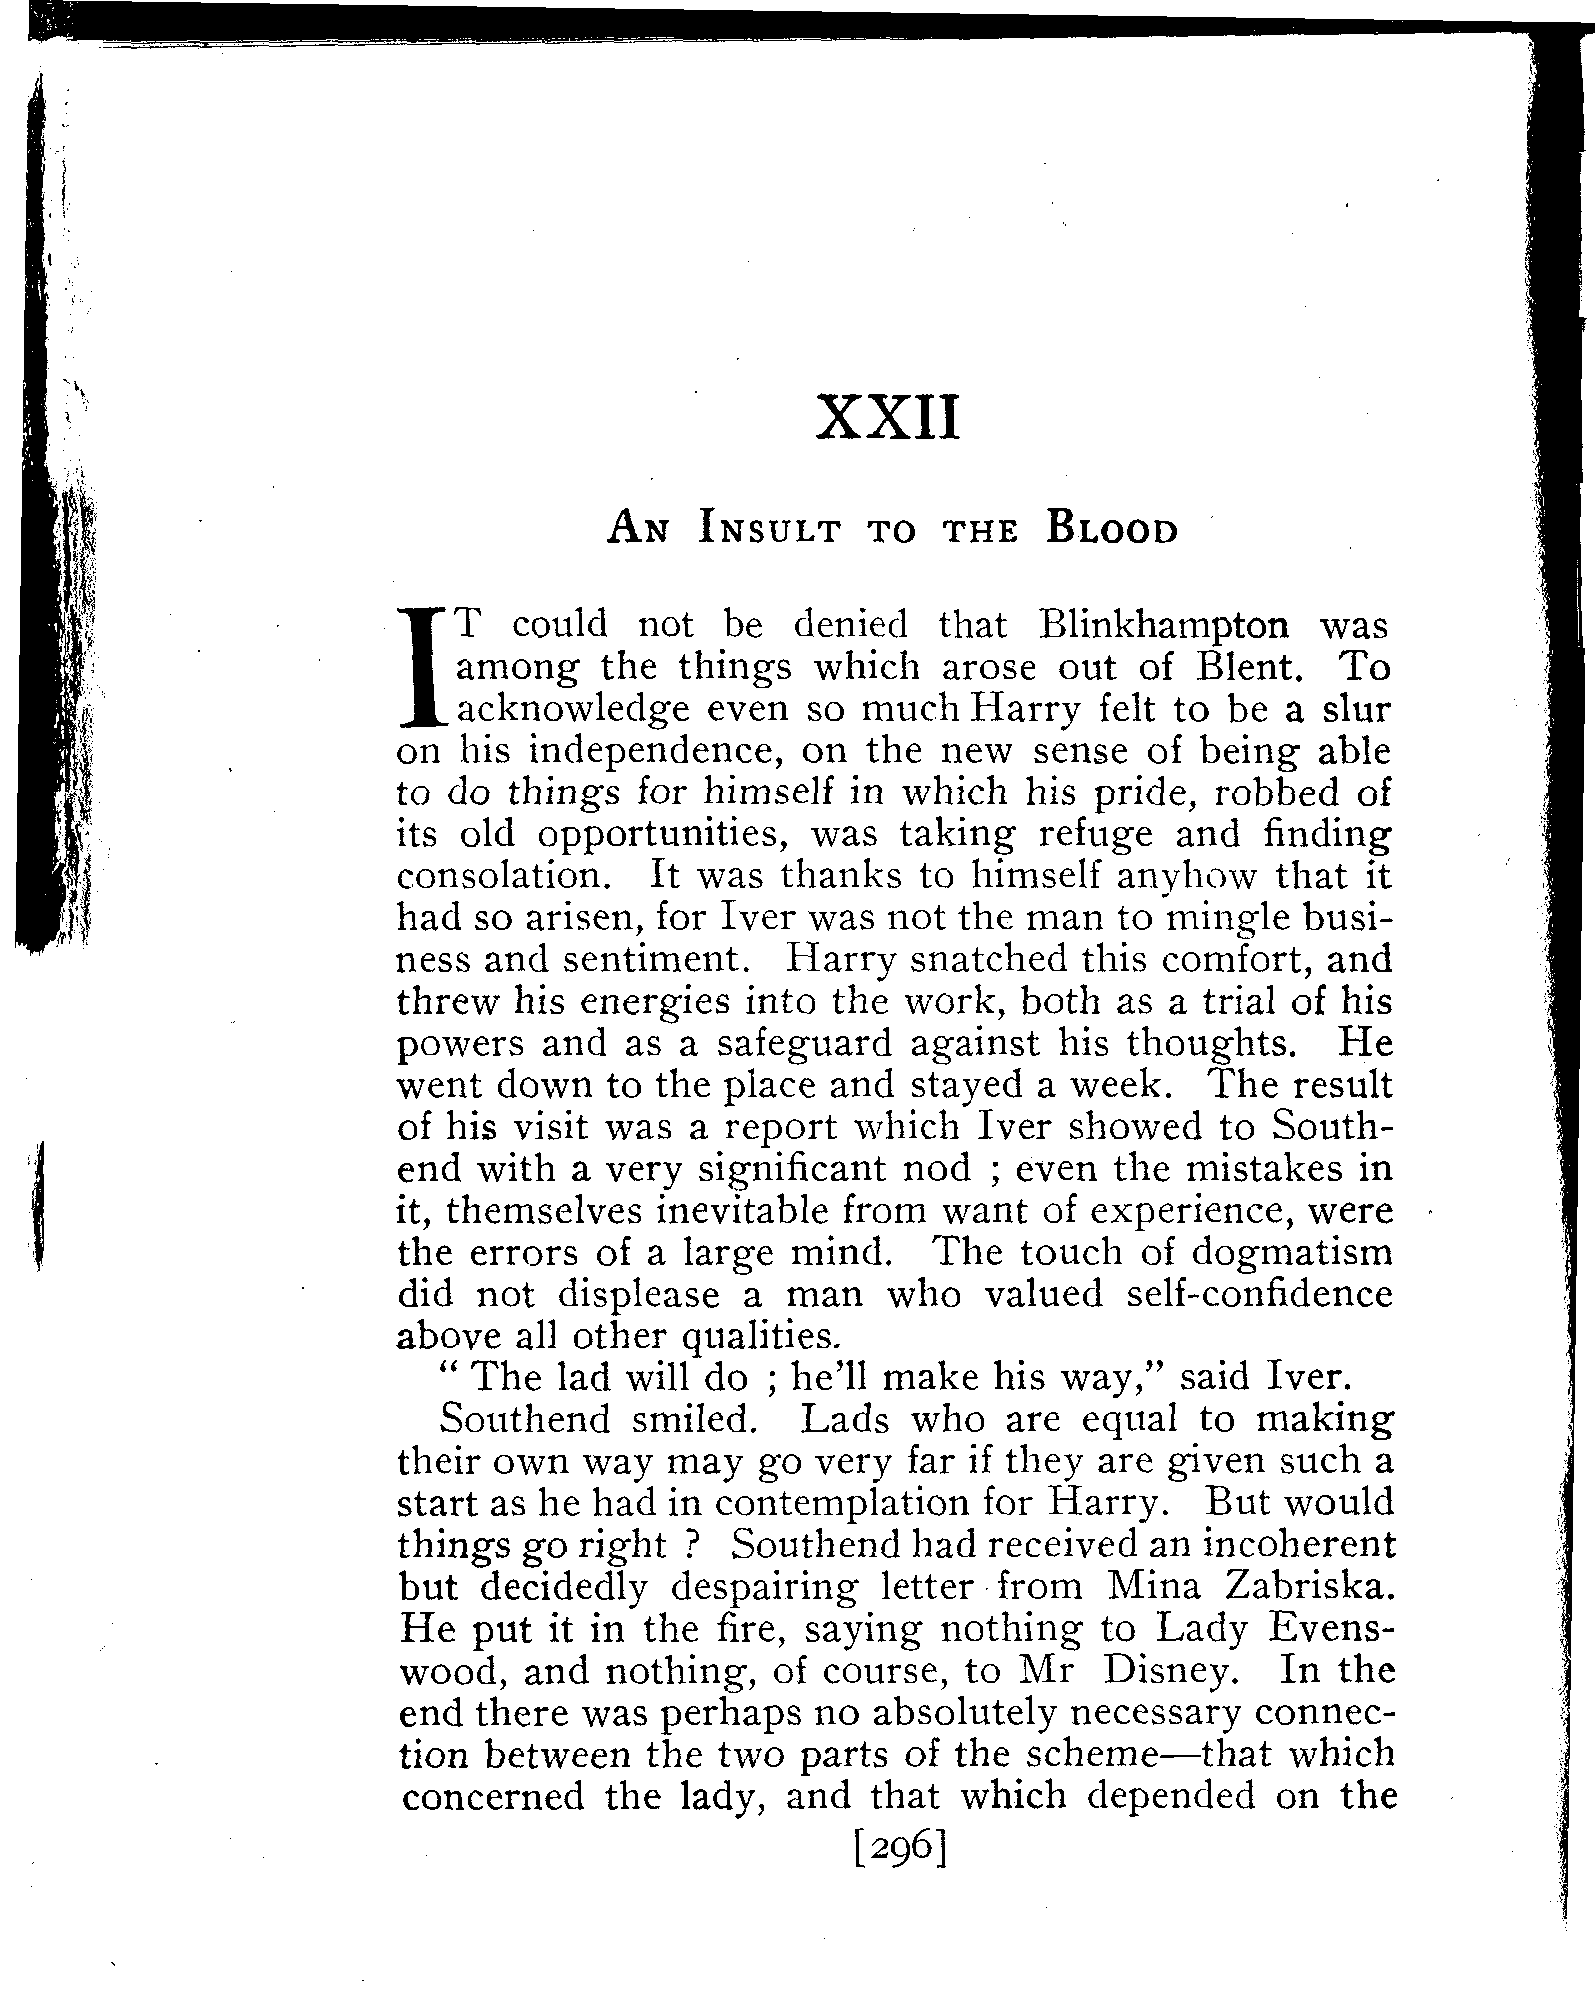 XXII
AN INSULT TO THE BLOOD
IT could not be denied that Blinkhampton was
among the things which arose out of Blent. To
acknowledge even so much Harry felt to be a slur
on his independence, on the new sense of being able
to do things for himself in which his pride, robbed of
its old opportunities, was taking refuge and finding
consolation. It was thanks to himself anyhow that it
had so arisen, for Iver was not the man to mingle busi-
ness and sentiment. Harry snatched this comfort, and
threw his energies into the work, both as a trial of his
powers and as a safeguard against his thoughts. He
went down to the place and stayed a week. The result
of his visit was a report which Iver showed to South-
end with a very significant nod ; even the mistakes in
it, themselves inevitable from want of experience, were
the errors of a large mind. The touch of dogmatism
did not displease a man who valued self-confidence
above all other qualities.
“ The lad will do ; he’ll make his way,” said Iver.
Southend smiled. Lads who are equal to making
their own way may go very far if they are given such a
start as he had in contemplation for Harry. But would
things go right ? Southend had received an incoherent
but decidedly despairing letter from Mina Zabriska.
He put it in the fire, saying nothing to Lady Evens-
wood, and nothing, of course, to Mr Disney. In the
end there was perhaps no absolutely necessary connec-
tion between the two parts of the scheme—that which
concerned the lady, and that which depended on the
[296]